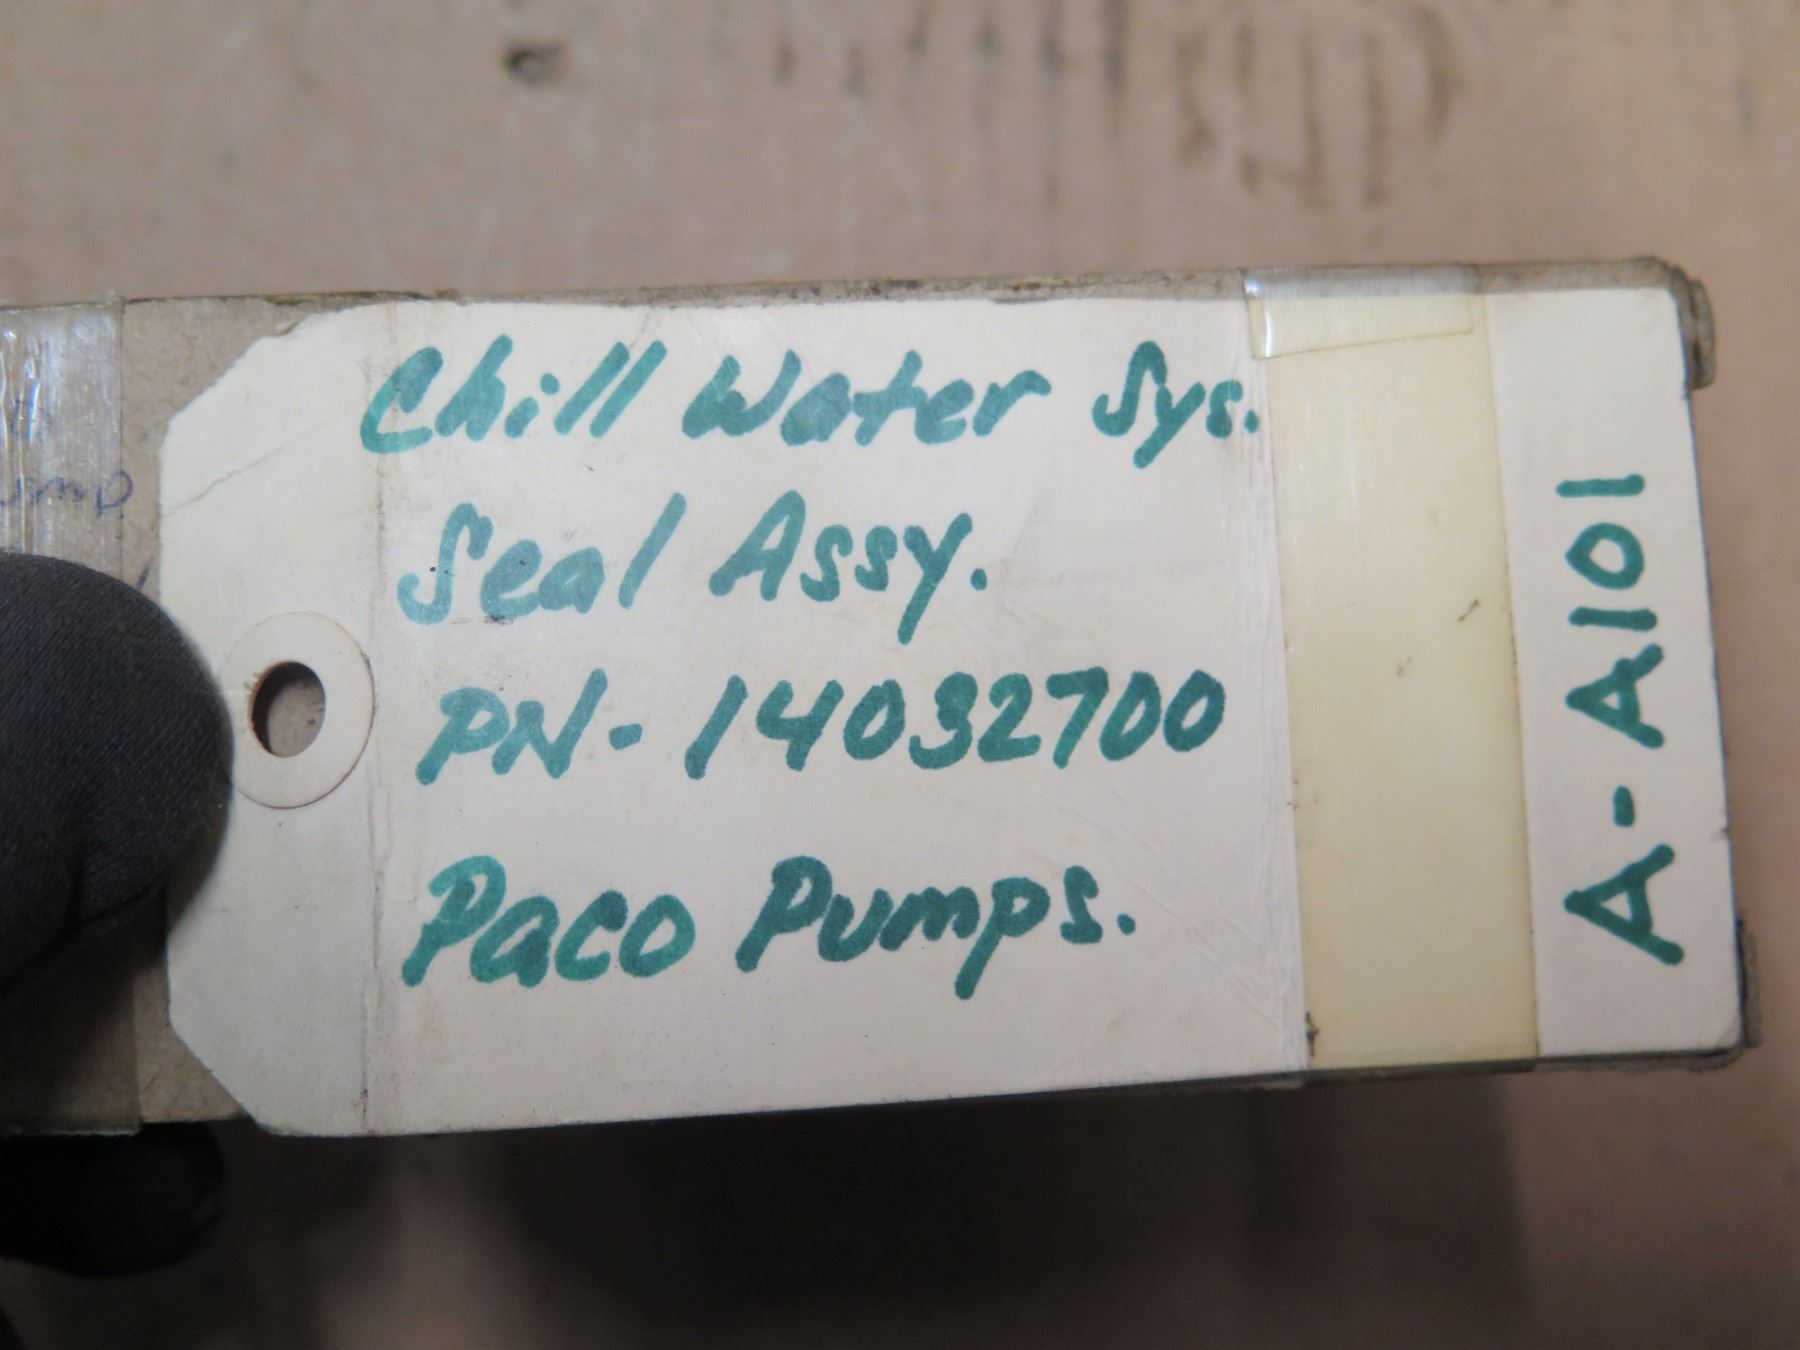 Chill Water Sys.
Seal Assy.
PN-14032700
Paco Pumps.
A-A101